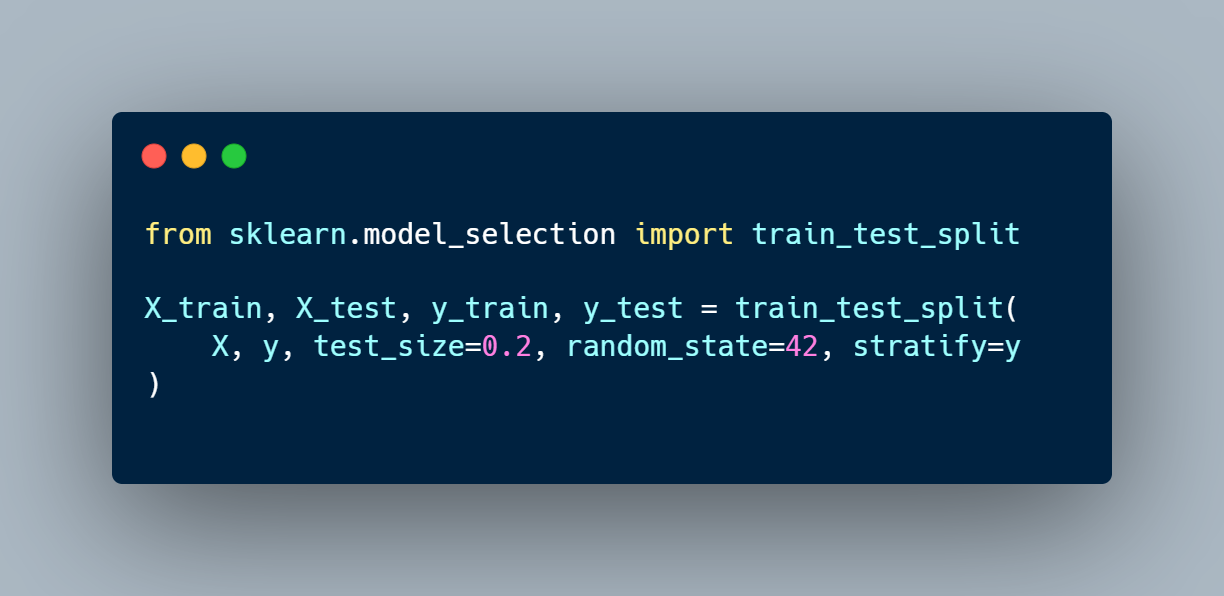 from sklearn.model_selection import train_test_split

X_train, X_test, y_train, y_test = train_test_split(
    X, y, test_size=0.2, random_state=42, stratify=y
)